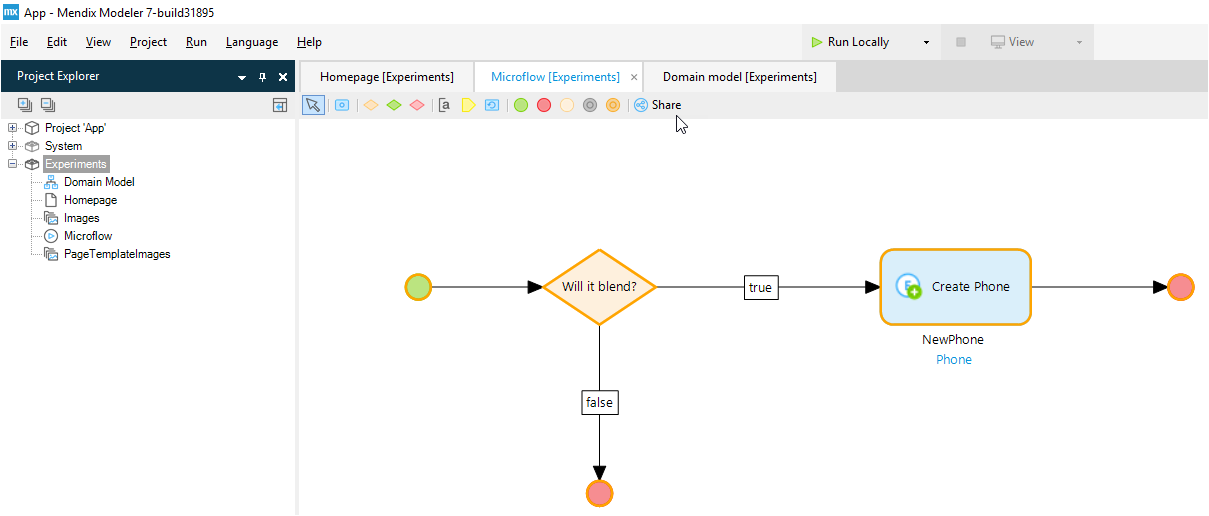 mx App - Mendix Modeler 7-build31895
File Edit View Project Run Language Help Run Locally View
Project Explorer
Homepage [Experiments] Microflow [Experiments] × Domain model [Experiments]
Share
Project 'App'
System
Experiments
Domain Model
Homepage
Images
Microflow
PageTemplateImages
Will it blend?
true
Create Phone
NewPhone
Phone
false